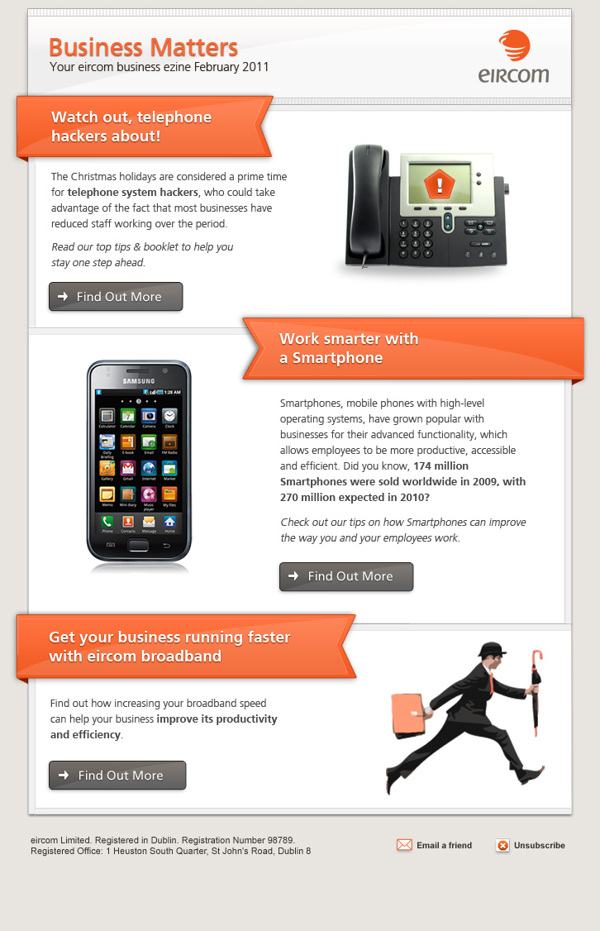 Business Matters
Your eircom business ezine February 2011
eircom
Watch out, telephone
hackers about!
The Christmas holidays are considered a prime time
for telephone system hackers, who could take
advantage of the fact that most businesses have
reduced staff working over the period.
Read our top tips & booklet to help you
stay one step ahead.
Find Out More
!
Work smarter with
a Smartphone
SAMSUNG
1:28 AM
Calculator Calendar Camera Clock
Daily Briefing E-book Email FM Radio
Gallery Gmail Internet Market
Memo Mini diary Music player My files
Phone Contacts Message Home
Smartphones, mobile phones with high-level
operating systems, have grown popular with
businesses for their advanced functionality, which
allows employees to be more productive, accessible
and efficient. Did you know, 174 million
Smartphones were sold worldwide in 2009, with
270 million expected in 2010?
Check out our tips on how Smartphones can improve
the way you and your employees work.
Find Out More
Get your business running faster
with eircom broadband
Find out how increasing your broadband speed
can help your business improve its productivity
and efficiency.
Find Out More
eircom Limited. Registered in Dublin. Registration Number 98789.
Registered Office: 1 Heuston South Quarter, St John's Road, Dublin 8
Email a friend
Unsubscribe